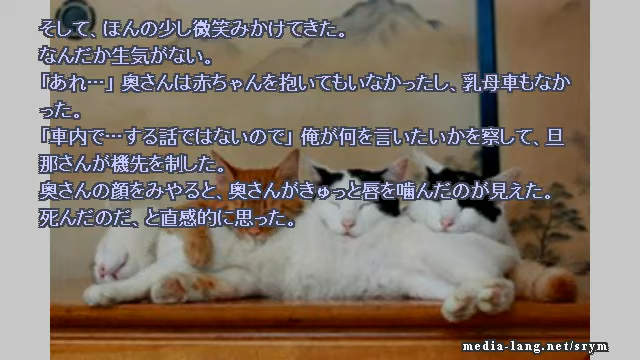 そして、ほんの少し微笑みかけてきた。
なんだか生気がない。
「あれ…」奥さんは赤ちゃんを抱いてもいなかったし、乳母車もなか
った。
「車内で…する話ではないので」俺が何を言いたいかを察して、旦
那さんが機先を制した。
奥さんの顔をみやると、奥さんがきゅっと唇を噛んだのが見えた。
死んだのだ、と直感的に思った。
media-lang.net/srym